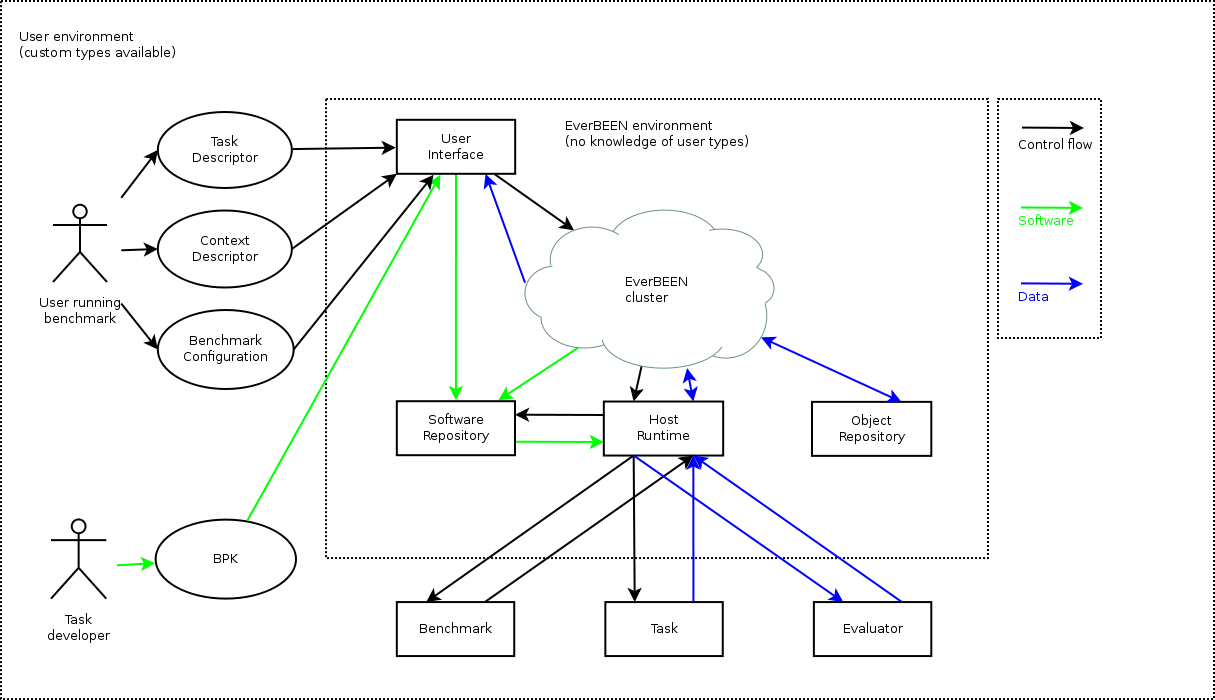 User environment
(custom types available)
Task
Descriptor
User
Interface
EverBEEN environment
(no knowledge of user types)
Control flow
Software
Data
Context
Descriptor
User running
benchmark
Benchmark
Configuration
EverBEEN
cluster
Software
Repository
Host
Runtime
Object
Repository
BPK
Task
developer
Benchmark
Task
Evaluator